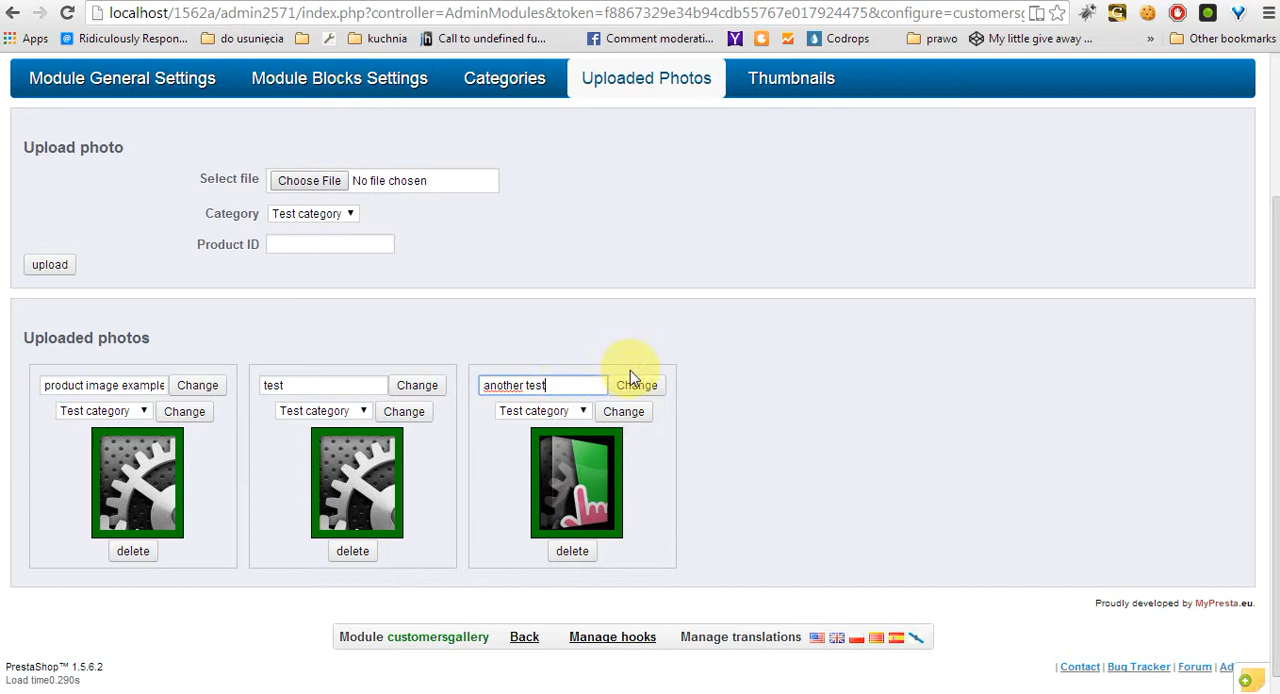 localhost/1562a/admin2571/index.php?controller=AdminModules&token=f8867329e34b94cdb55767e017924475&configure=customersg
Apps Ridiculously Respon... do usunięcia kuchnia Call to undefined fu... Comment moderati... Codrops prawo My little give away ... » Other bookmarks
Module General Settings Module Blocks Settings Categories Uploaded Photos Thumbnails
Upload photo
Select file Choose File No file chosen
Category Test category
Product ID
upload
Uploaded photos
product image example Change test Change another test Change
Test category Change Test category Change Test category Change
delete delete delete
Proudly developed by MyPresta.eu.
Module customersgallery Back Manage hooks Manage translations
PrestaShop™ 1.5.6.2 | Contact | Bug Tracker | Forum | Ad
Load time0.290s